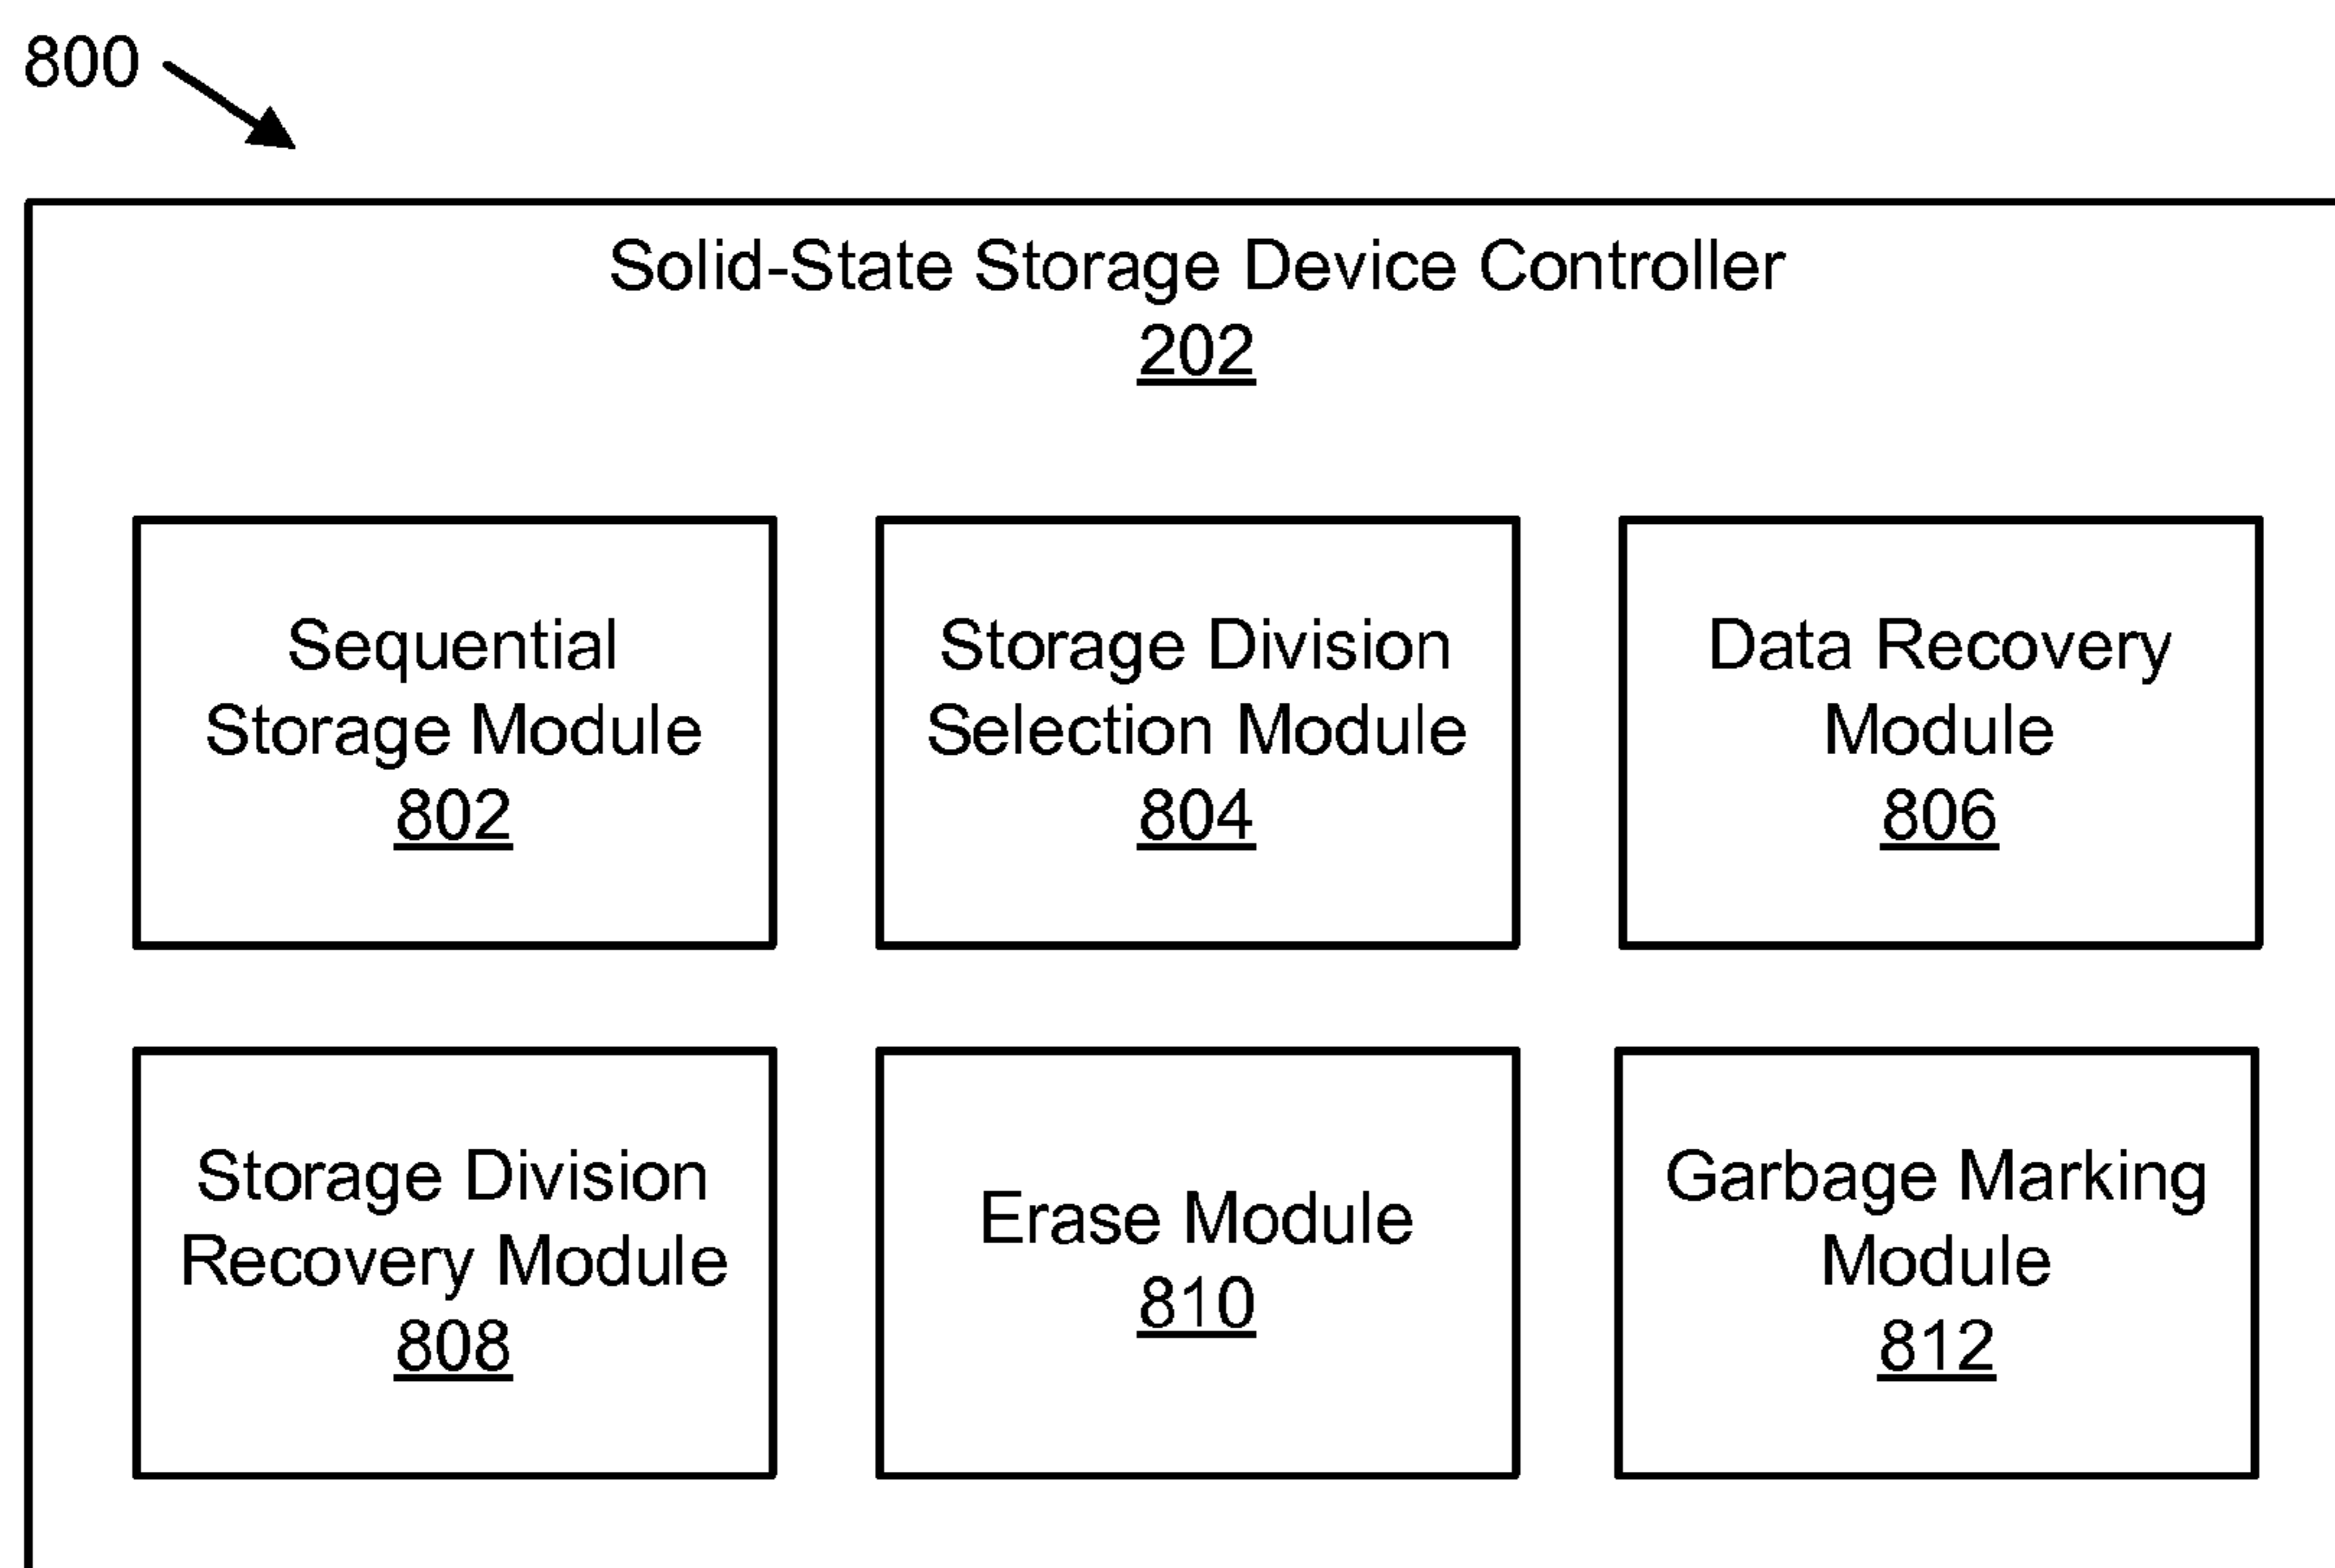 800
Solid-State Storage Device Controller
202
Sequential
Storage Module
802
Storage Division
Selection Module
804
Data Recovery
Module
806
Storage Division
Recovery Module
808
Erase Module
810
Garbage Marking
Module
812